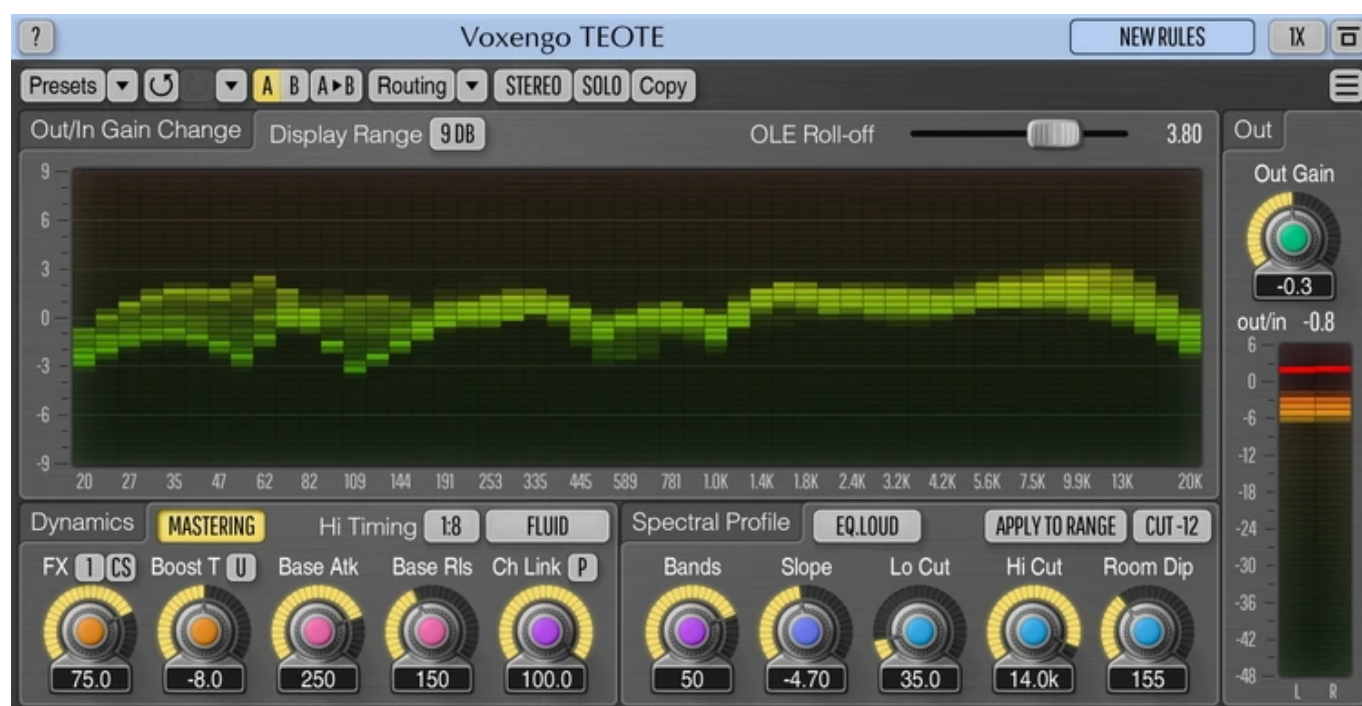 ? Voxengo TEOTE NEW RULES 1X
Presets A B A▸B Routing STEREO SOLO Copy
Out/In Gain Change Display Range 9 DB OLE Roll-off 3.80 Out
Out Gain
-0.3
out/in -0.8
9
6
3
0
-3
-6
-9
20 27 35 47 62 82 109 144 191 253 335 445 589 781 1.0K 1.4K 1.8K 2.4K 3.2K 4.2K 5.6K 7.5K 9.9K 13K 20K
6
0
-6
-12
-18
-24
-30
-36
-42
-48
L R
Dynamics MASTERING Hi Timing 1:8 FLUID Spectral Profile EQ.LOUD APPLY TO RANGE CUT -12
FX 1 CS Boost T U Base Atk Base Rls Ch Link P Bands Slope Lo Cut Hi Cut Room Dip
75.0 -8.0 250 150 100.0 50 -4.70 35.0 14.0k 155